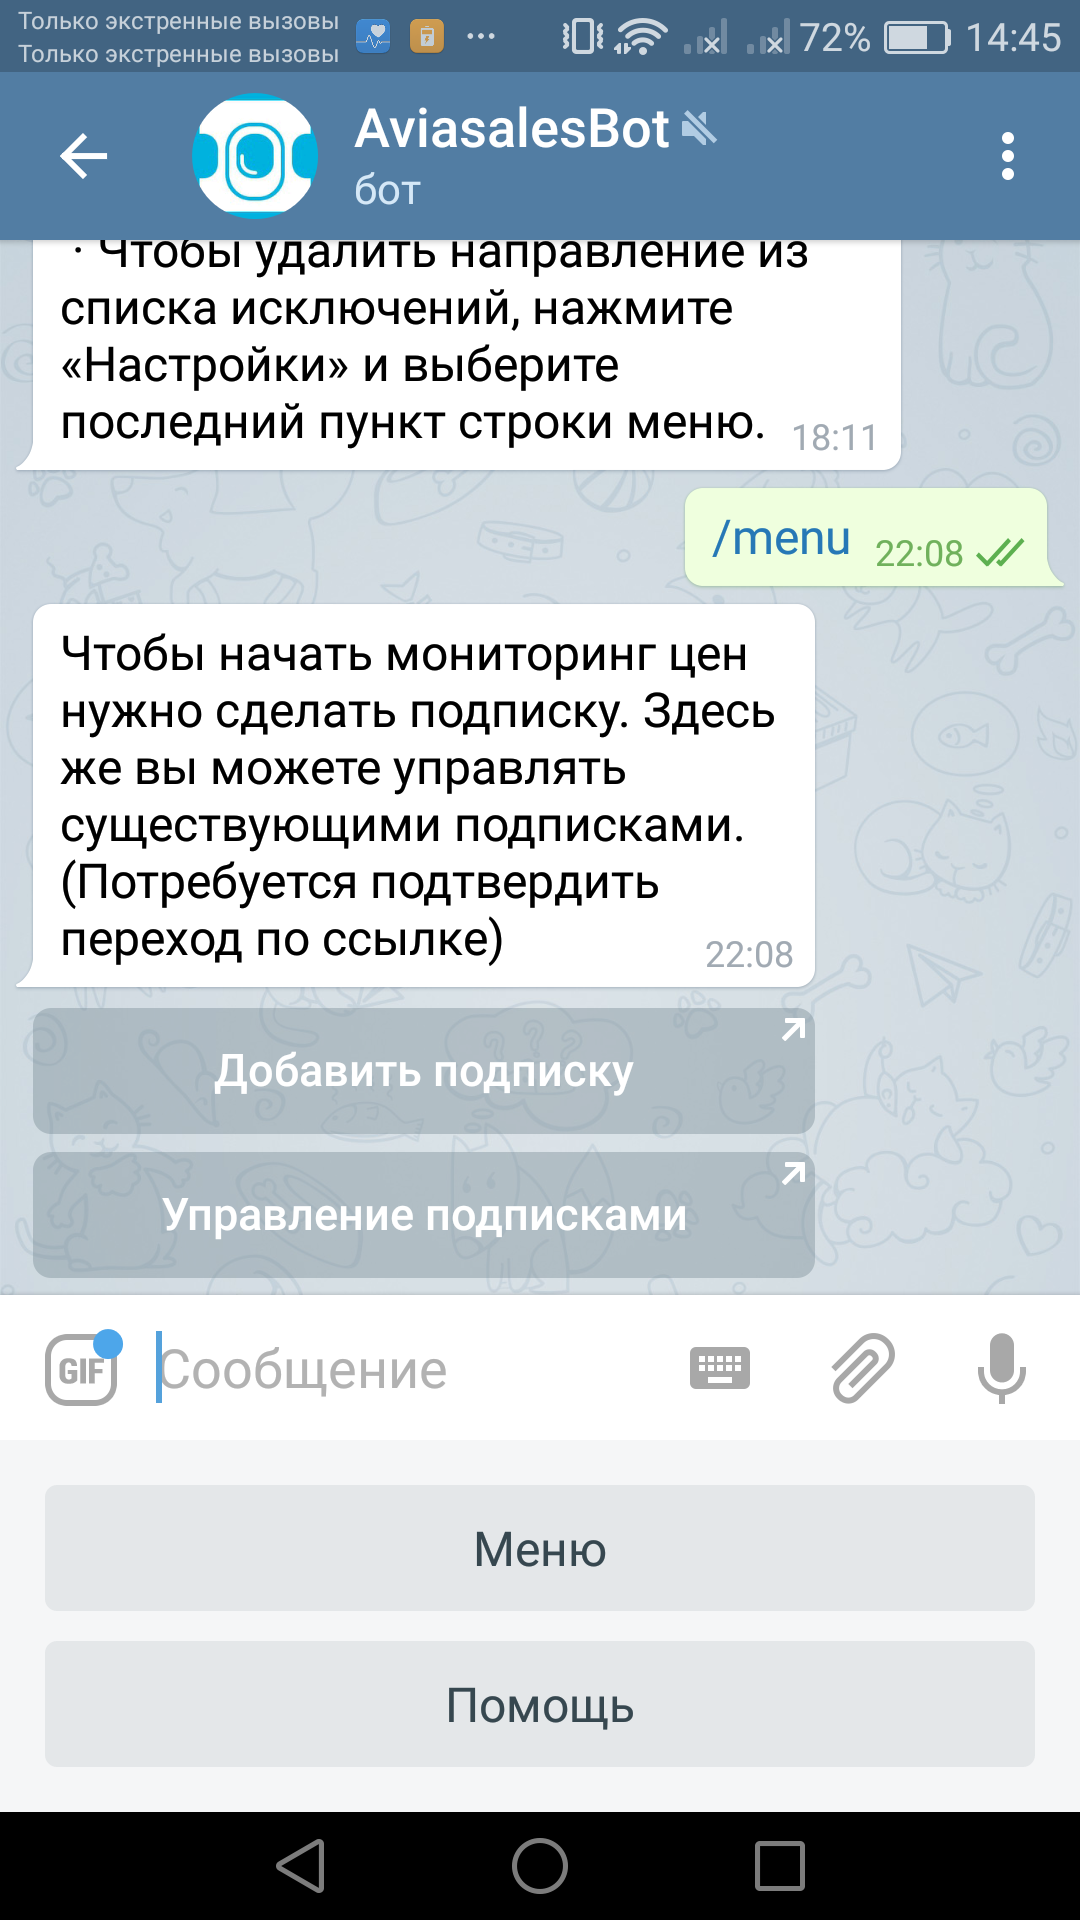 Только экстренные вызовы
Только экстренные вызовы
72%
14:45
AviasalesBot
бот
· Чтобы удалить направление из
списка исключений, нажмите
«Настройки» и выберите
последний пункт строки меню.
18:11
/menu
22:08
Чтобы начать мониторинг цен
нужно сделать подписку. Здесь
же вы можете управлять
существующими подписками.
(Потребуется подтвердить
переход по ссылке)
22:08
Добавить подписку
Управление подписками
GIF
Сообщение
Меню
Помощь